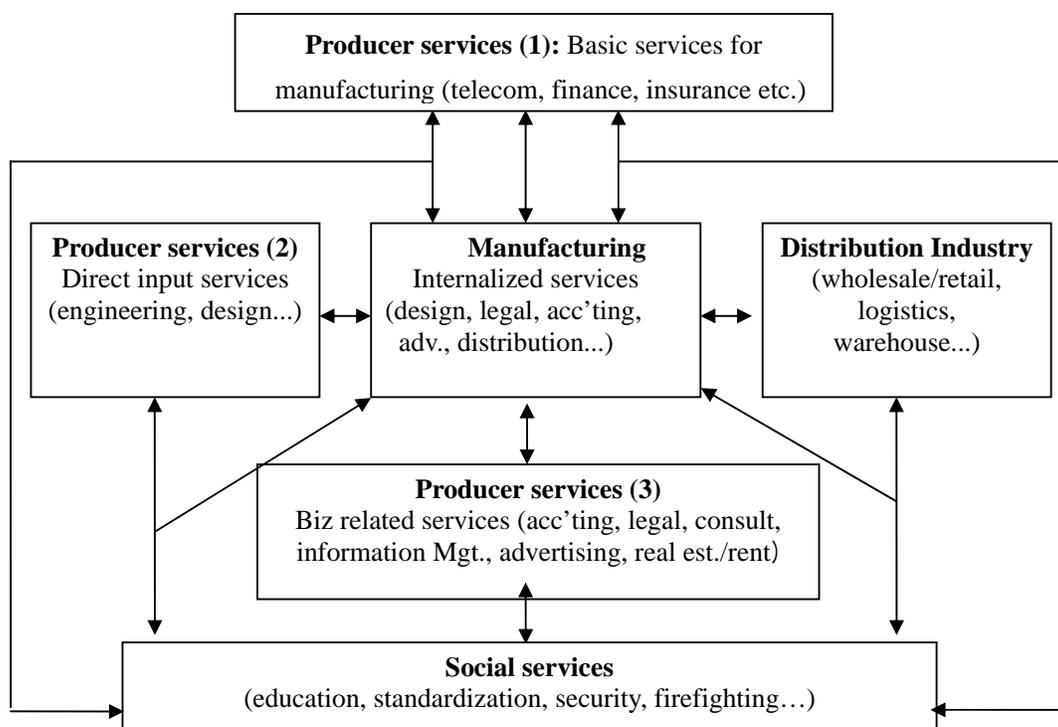 Producer services (1): Basic services for
manufacturing (telecom, finance, insurance etc.)
Producer services (2)
Direct input services
(engineering, design...)
Manufacturing
Internalized services
(design, legal, acc’ting,
adv., distribution...)
Distribution Industry
(wholesale/retail,
logistics,
warehouse...)
Producer services (3)
Biz related services (acc’ting, legal, consult,
information Mgt., advertising, real est./rent)
Social services
(education, standardization, security, firefighting…)